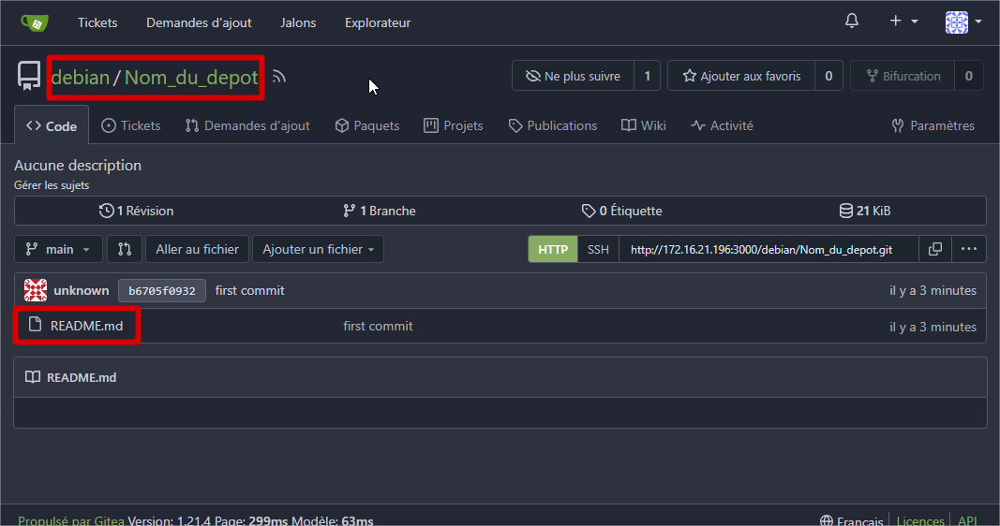 Tickets Demandes d'ajout Jalons Explorateur
debian / Nom_du_depot Ne plus suivre 1 Ajouter aux favoris 0 Bifurcation 0
Code Tickets Demandes d'ajout Paquets Projets Publications Wiki Activité Paramètres
Aucune description
Gérer les sujets
1 Révision 1 Branche 0 Étiquette 21 KiB
main Aller au fichier Ajouter un fichier HTTP SSH http://172.16.21.196:3000/debian/Nom_du_depot.git
unknown b6705f0932 first commit il y a 3 minutes
README.md first commit il y a 3 minutes
README.md
Propulsé par Gitea Version: 1.21.4 Page: 299ms Modèle: 63ms Français Licences API